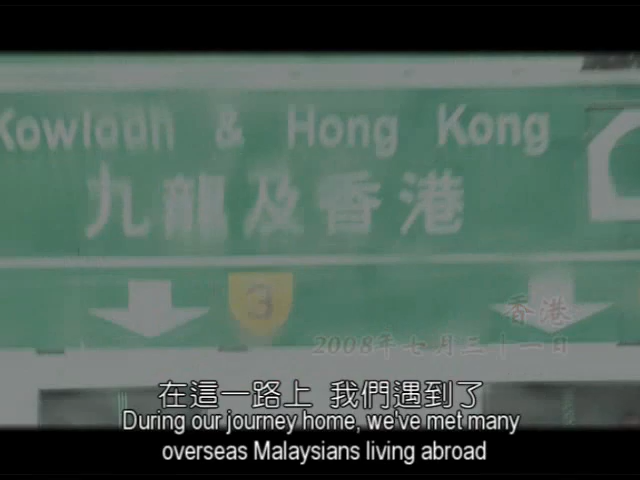 Kowloon & Hong Kong
九龍及香港
3
香港
2008年七月三十一日
在這一路上 我們遇到了
During our journey home, we've met many
overseas Malaysians living abroad